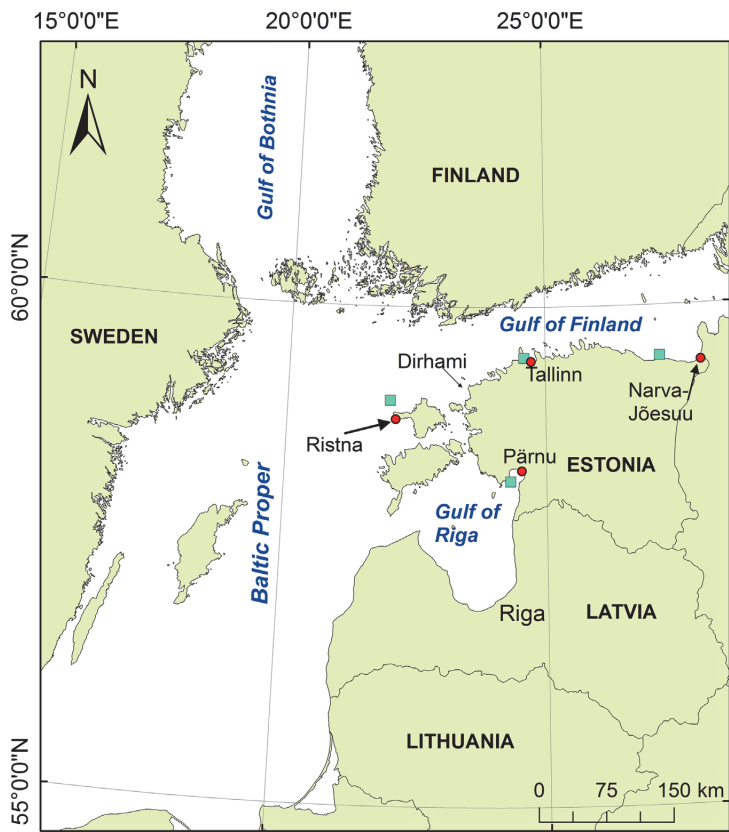 15°0'0"E 20°0'0"E 25°0'0"E
N
Gulf of Bothnia
FINLAND
60°0'0"N
Gulf of Finland
SWEDEN
Dirhami
Tallinn
Narva-
Jõesuu
Ristna
Pärnu
ESTONIA
Gulf of
Riga
Baltic Proper
Riga
LATVIA
LITHUANIA
55°0'0"N
0 75 150 km